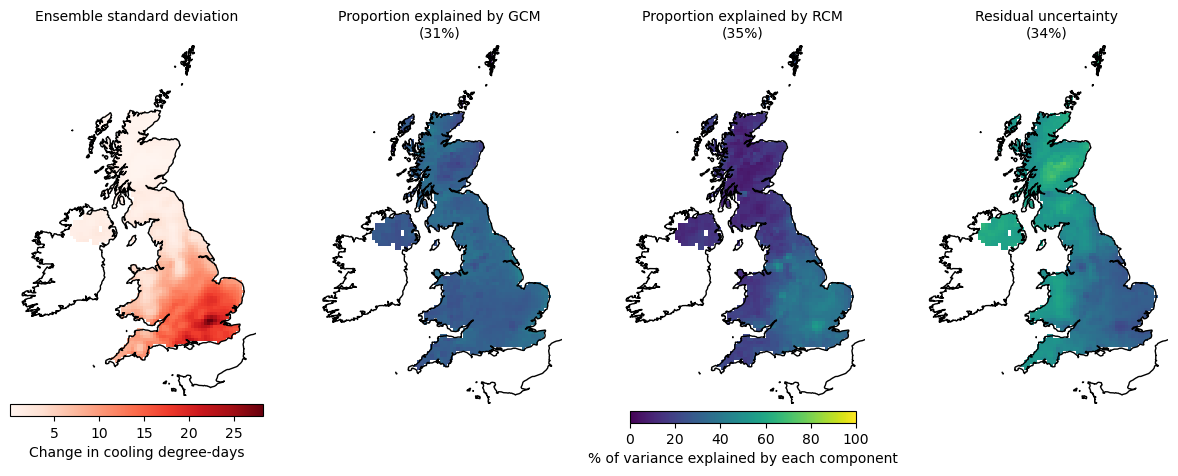 Ensemble standard deviation
Proportion explained by GCM
(31%)
Proportion explained by RCM
(35%)
Residual uncertainty
(34%)
5 10 15 20 25
Change in cooling degree-days
0 20 40 60 80 100
% of variance explained by each component